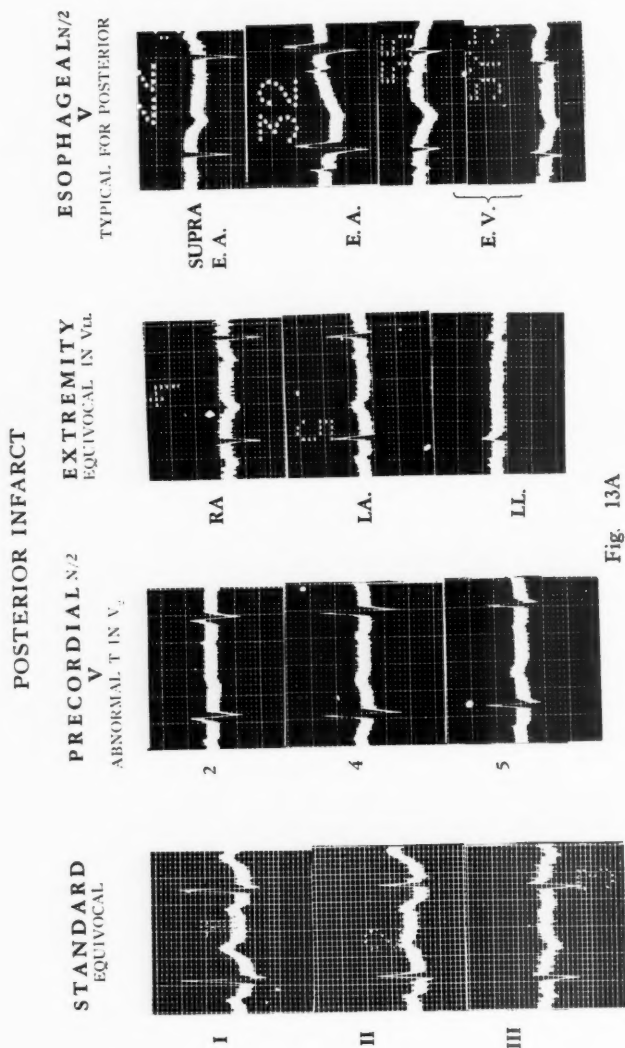 POSTERIOR INFARCT
STANDARD
EQUIVOCAL
I
II
III
PRECORDIAL N/2
V
ABNORMAL T IN V₂
2
4
5
EXTREMITY
EQUIVOCAL IN VLL
RA
LA.
LL.
ESOPHAGEAL N/2
V
TYPICAL FOR POSTERIOR
SUPRA
E. A.
E. A.
E. V.
32.
Fig. 13A